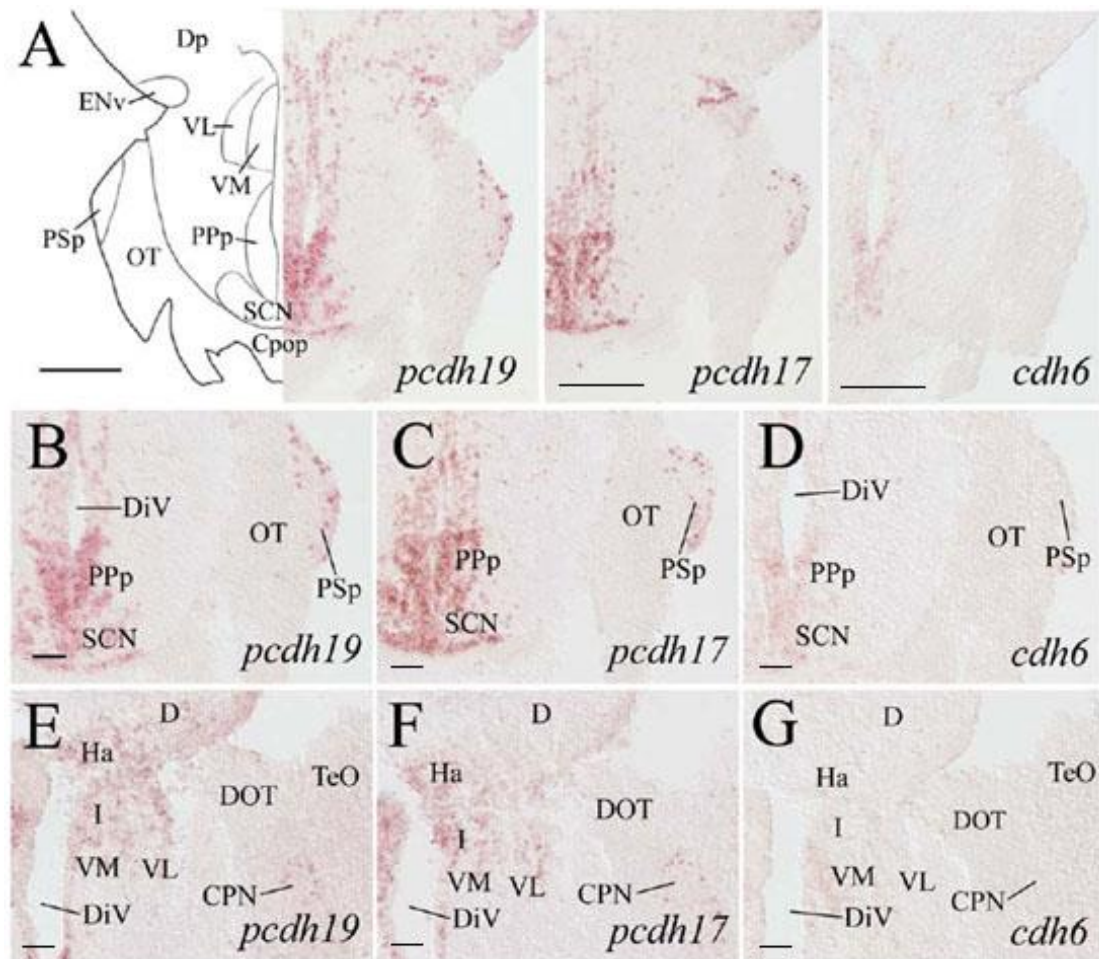 A
Dp
ENv
VL
VM
PSp
OT
PPp
SCN
Cpop
pcdh19
pcdh17
cdh6
B
DiV
OT
PPp
PSp
SCN
pcdh19
C
OT
PPp
PSp
SCN
pcdh17
D
DiV
OT
PSp
PPp
SCN
cdh6
E
D
Ha
TeO
DOT
I
VM VL
CPN
DiV
pcdh19
F
D
Ha
DOT
I
VM VL
CPN
DiV
pcdh17
G
D
Ha
TeO
I
DOT
VM VL
CPN
DiV
cdh6